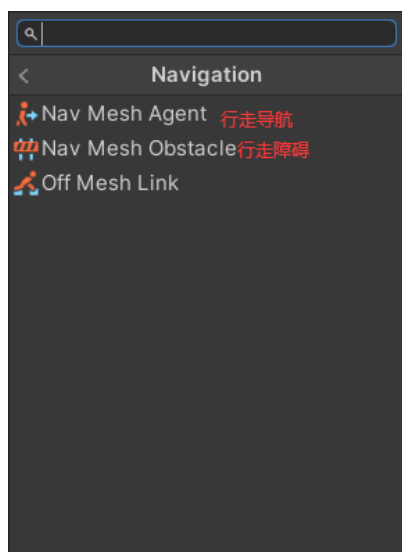 Navigation
Nav Mesh Agent 行走导航
Nav Mesh Obstacle行走障碍
Off Mesh Link